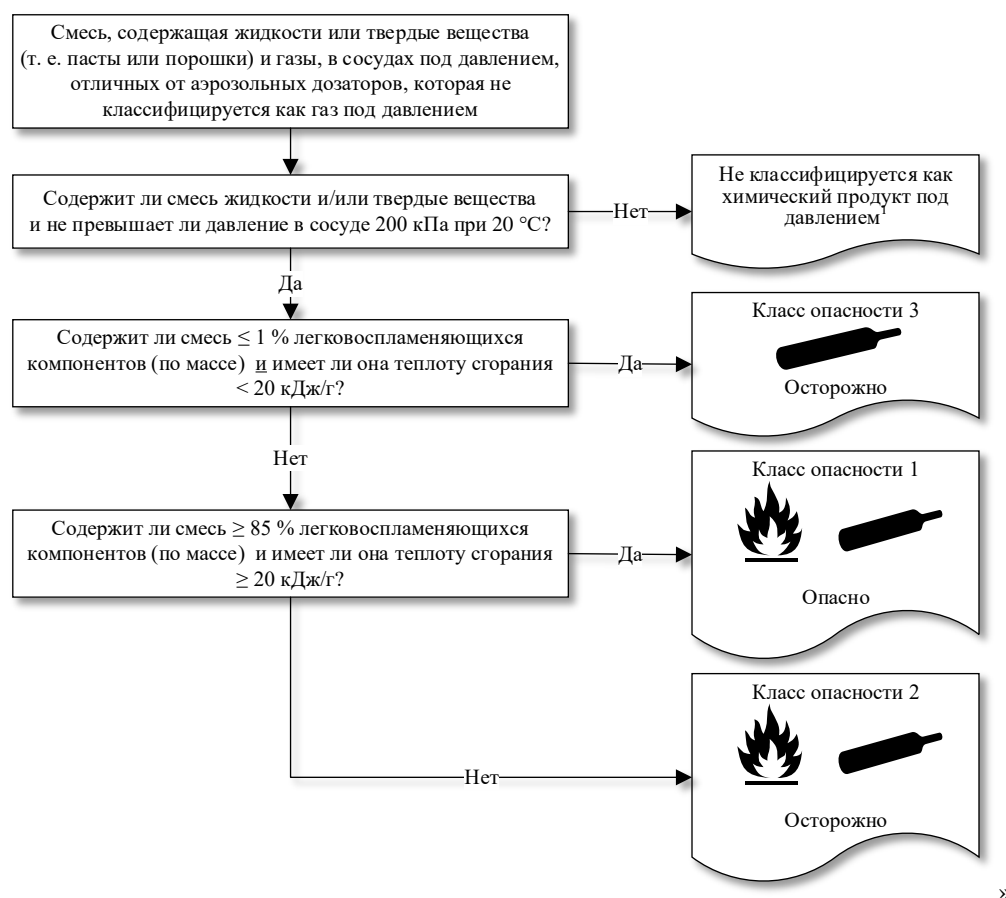 Смесь, содержащая жидкости или твердые вещества
(т. е. пасты или порошки) и газы, в сосудах под давлением,
отличных от аэрозольных дозаторов, которая не
классифицируется как газ под давлением
Содержит ли смесь жидкости и/или твердые вещества
и не превышает ли давление в сосуде 200 кПа при 20 °C?
Нет
Не классифицируется как
химический продукт под
давлением¹
Да
Содержит ли смесь ≤ 1 % легковоспламеняющихся
компонентов (по массе) и имеет ли она теплоту сгорания
< 20 кДж/г?
Да
Класс опасности 3
Осторожно
Нет
Содержит ли смесь ≥ 85 % легковоспламеняющихся
компонентов (по массе) и имеет ли она теплоту сгорания
≥ 20 кДж/г?
Да
Класс опасности 1
Опасно
Нет
Класс опасности 2
Осторожно
»